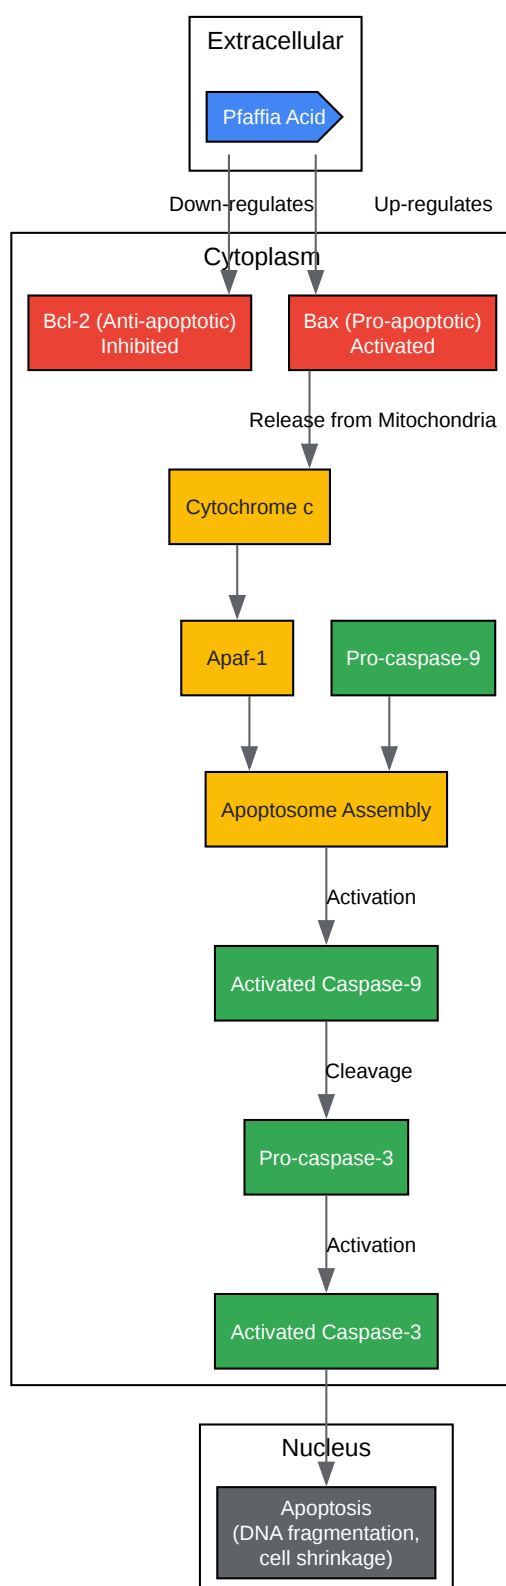 Extracellular
Pfaffia Acid
Down-regulates
Up-regulates
Cytoplasm
Bcl-2 (Anti-apoptotic)
Inhibited
Bax (Pro-apoptotic)
Activated
Release from Mitochondria
Cytochrome c
Apaf-1
Pro-caspase-9
Apoptosome Assembly
Activation
Activated Caspase-9
Cleavage
Pro-caspase-3
Activation
Activated Caspase-3
Nucleus
Apoptosis
(DNA fragmentation,
cell shrinkage)